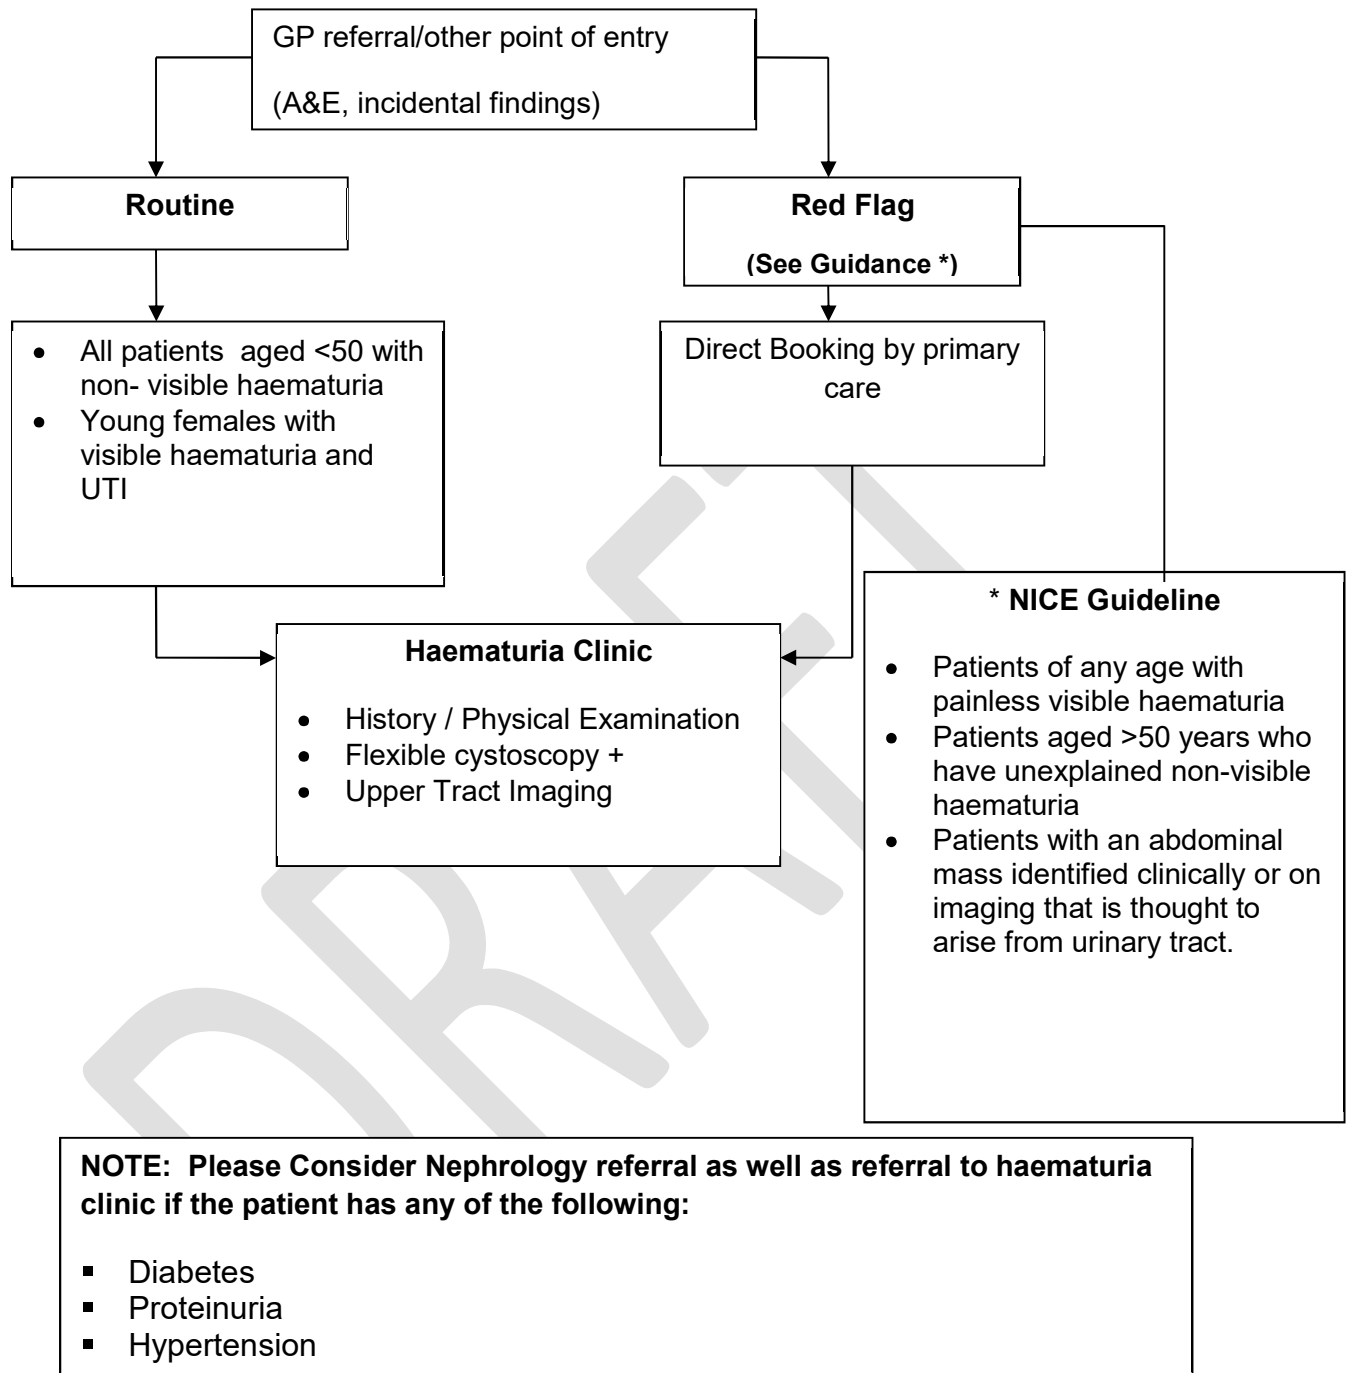 GP referral/other point of entry
(A&E, incidental findings)
Routine
Red Flag
(See Guidance *)
• All patients aged <50 with
non- visible haematuria
• Young females with
visible haematuria and
UTI
Direct Booking by primary
care
Haematuria Clinic
• History / Physical Examination
• Flexible cystoscopy +
• Upper Tract Imaging
* NICE Guideline
• Patients of any age with
painless visible haematuria
• Patients aged >50 years who
have unexplained non-visible
haematuria
• Patients with an abdominal
mass identified clinically or on
imaging that is thought to
arise from urinary tract.
DRAFT
NOTE: Please Consider Nephrology referral as well as referral to haematuria
clinic if the patient has any of the following:
▪ Diabetes
▪ Proteinuria
▪ Hypertension